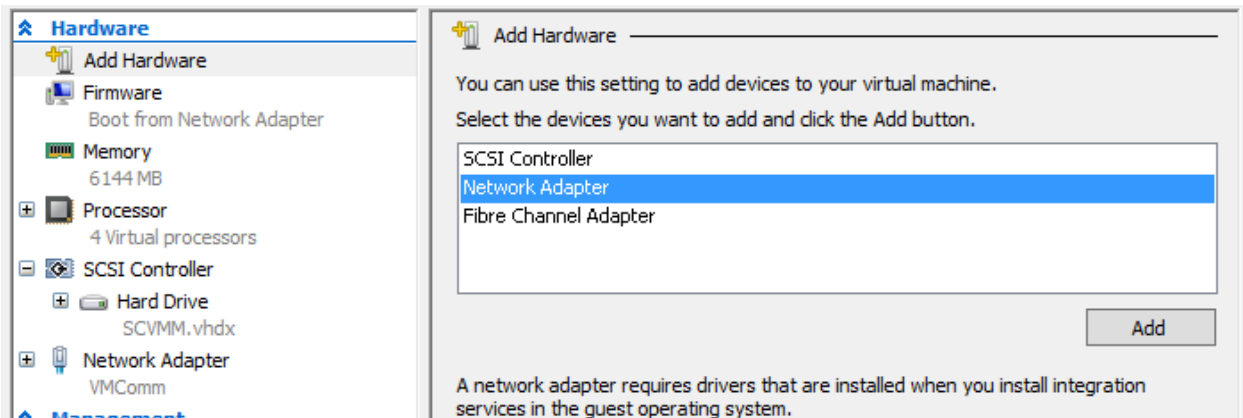 Hardware
Add Hardware
Firmware
Boot from Network Adapter
Memory
6144 MB
Processor
4 Virtual processors
SCSI Controller
Hard Drive
SCVMM.vhdx
Network Adapter
VMComm
Management
Add Hardware
You can use this setting to add devices to your virtual machine.
Select the devices you want to add and click the Add button.
SCSI Controller
Network Adapter
Fibre Channel Adapter
Add
A network adapter requires drivers that are installed when you install integration
services in the guest operating system.